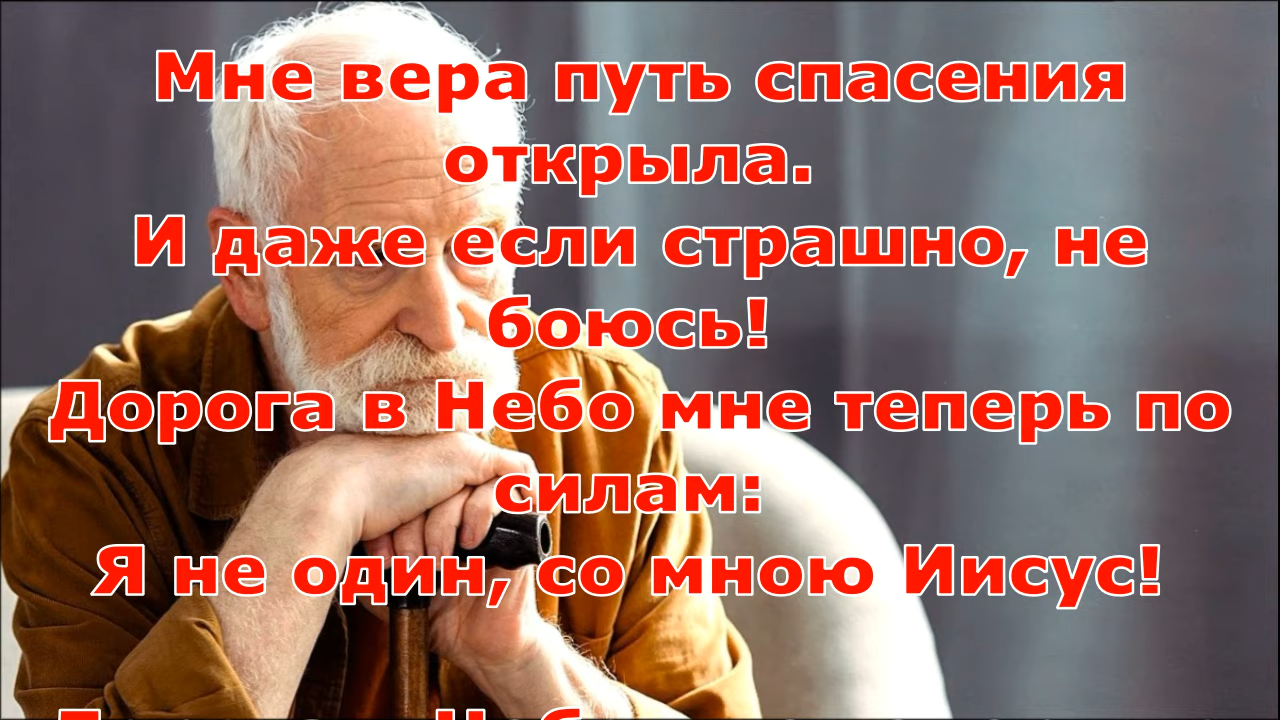 Мне вера путь спасения
открыла.
И даже если страшно, не
боюсь!
Дорога в Небо мне теперь по
силам:
Я не один, со мною Иисус!